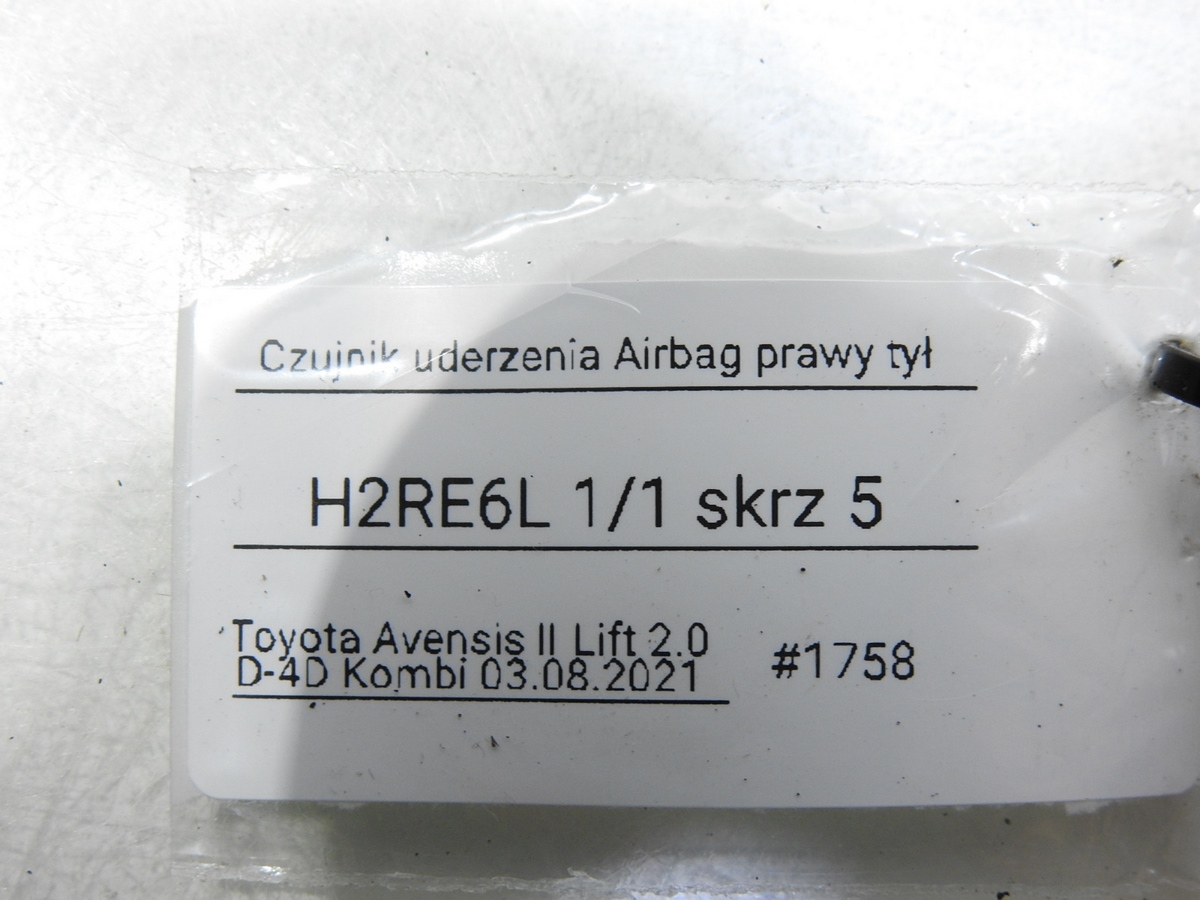 Czujnik uderzenia Airbag prawy tył
H2RE6L 1/1 skrz 5
Toyota Avensis II Lift 2.0
D-4D Kombi 03.08.2021
#1758